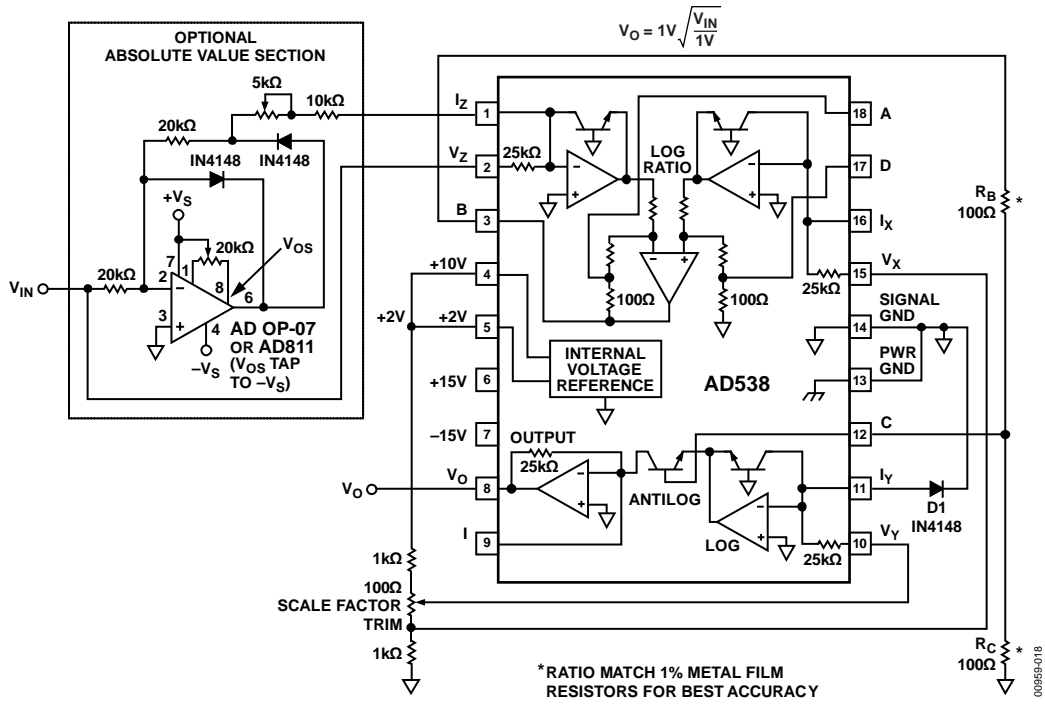 V_O = 1V √(V_IN/1V)
OPTIONAL
ABSOLUTE VALUE SECTION
5kΩ
10kΩ
20kΩ
IN4148
IN4148
+V_S
20kΩ
V_OS
7
1
8
V_IN
20kΩ
2
–
6
3
+
4
–V_S
AD OP-07
OR AD811
(V_OS TAP
TO –V_S)
I_Z
1
V_Z
2
25kΩ
–
+
B
3
+10V
4
+2V
+2V
5
+15V
6
–15V
7
V_O
V_O
8
I
9
LOG
RATIO
–
+
–
+
100Ω
100Ω
INTERNAL
VOLTAGE
REFERENCE
AD538
OUTPUT
25kΩ
–
+
ANTILOG
–
+
LOG
25kΩ
25kΩ
18
A
17
D
16
I_X
15
V_X
14
SIGNAL
GND
13
PWR
GND
12
C
11
I_Y
10
V_Y
D1
IN4148
R_B
100Ω
*
R_C
100Ω
*
1kΩ
100Ω
SCALE FACTOR
TRIM
1kΩ
*RATIO MATCH 1% METAL FILM
RESISTORS FOR BEST ACCURACY
00959-018